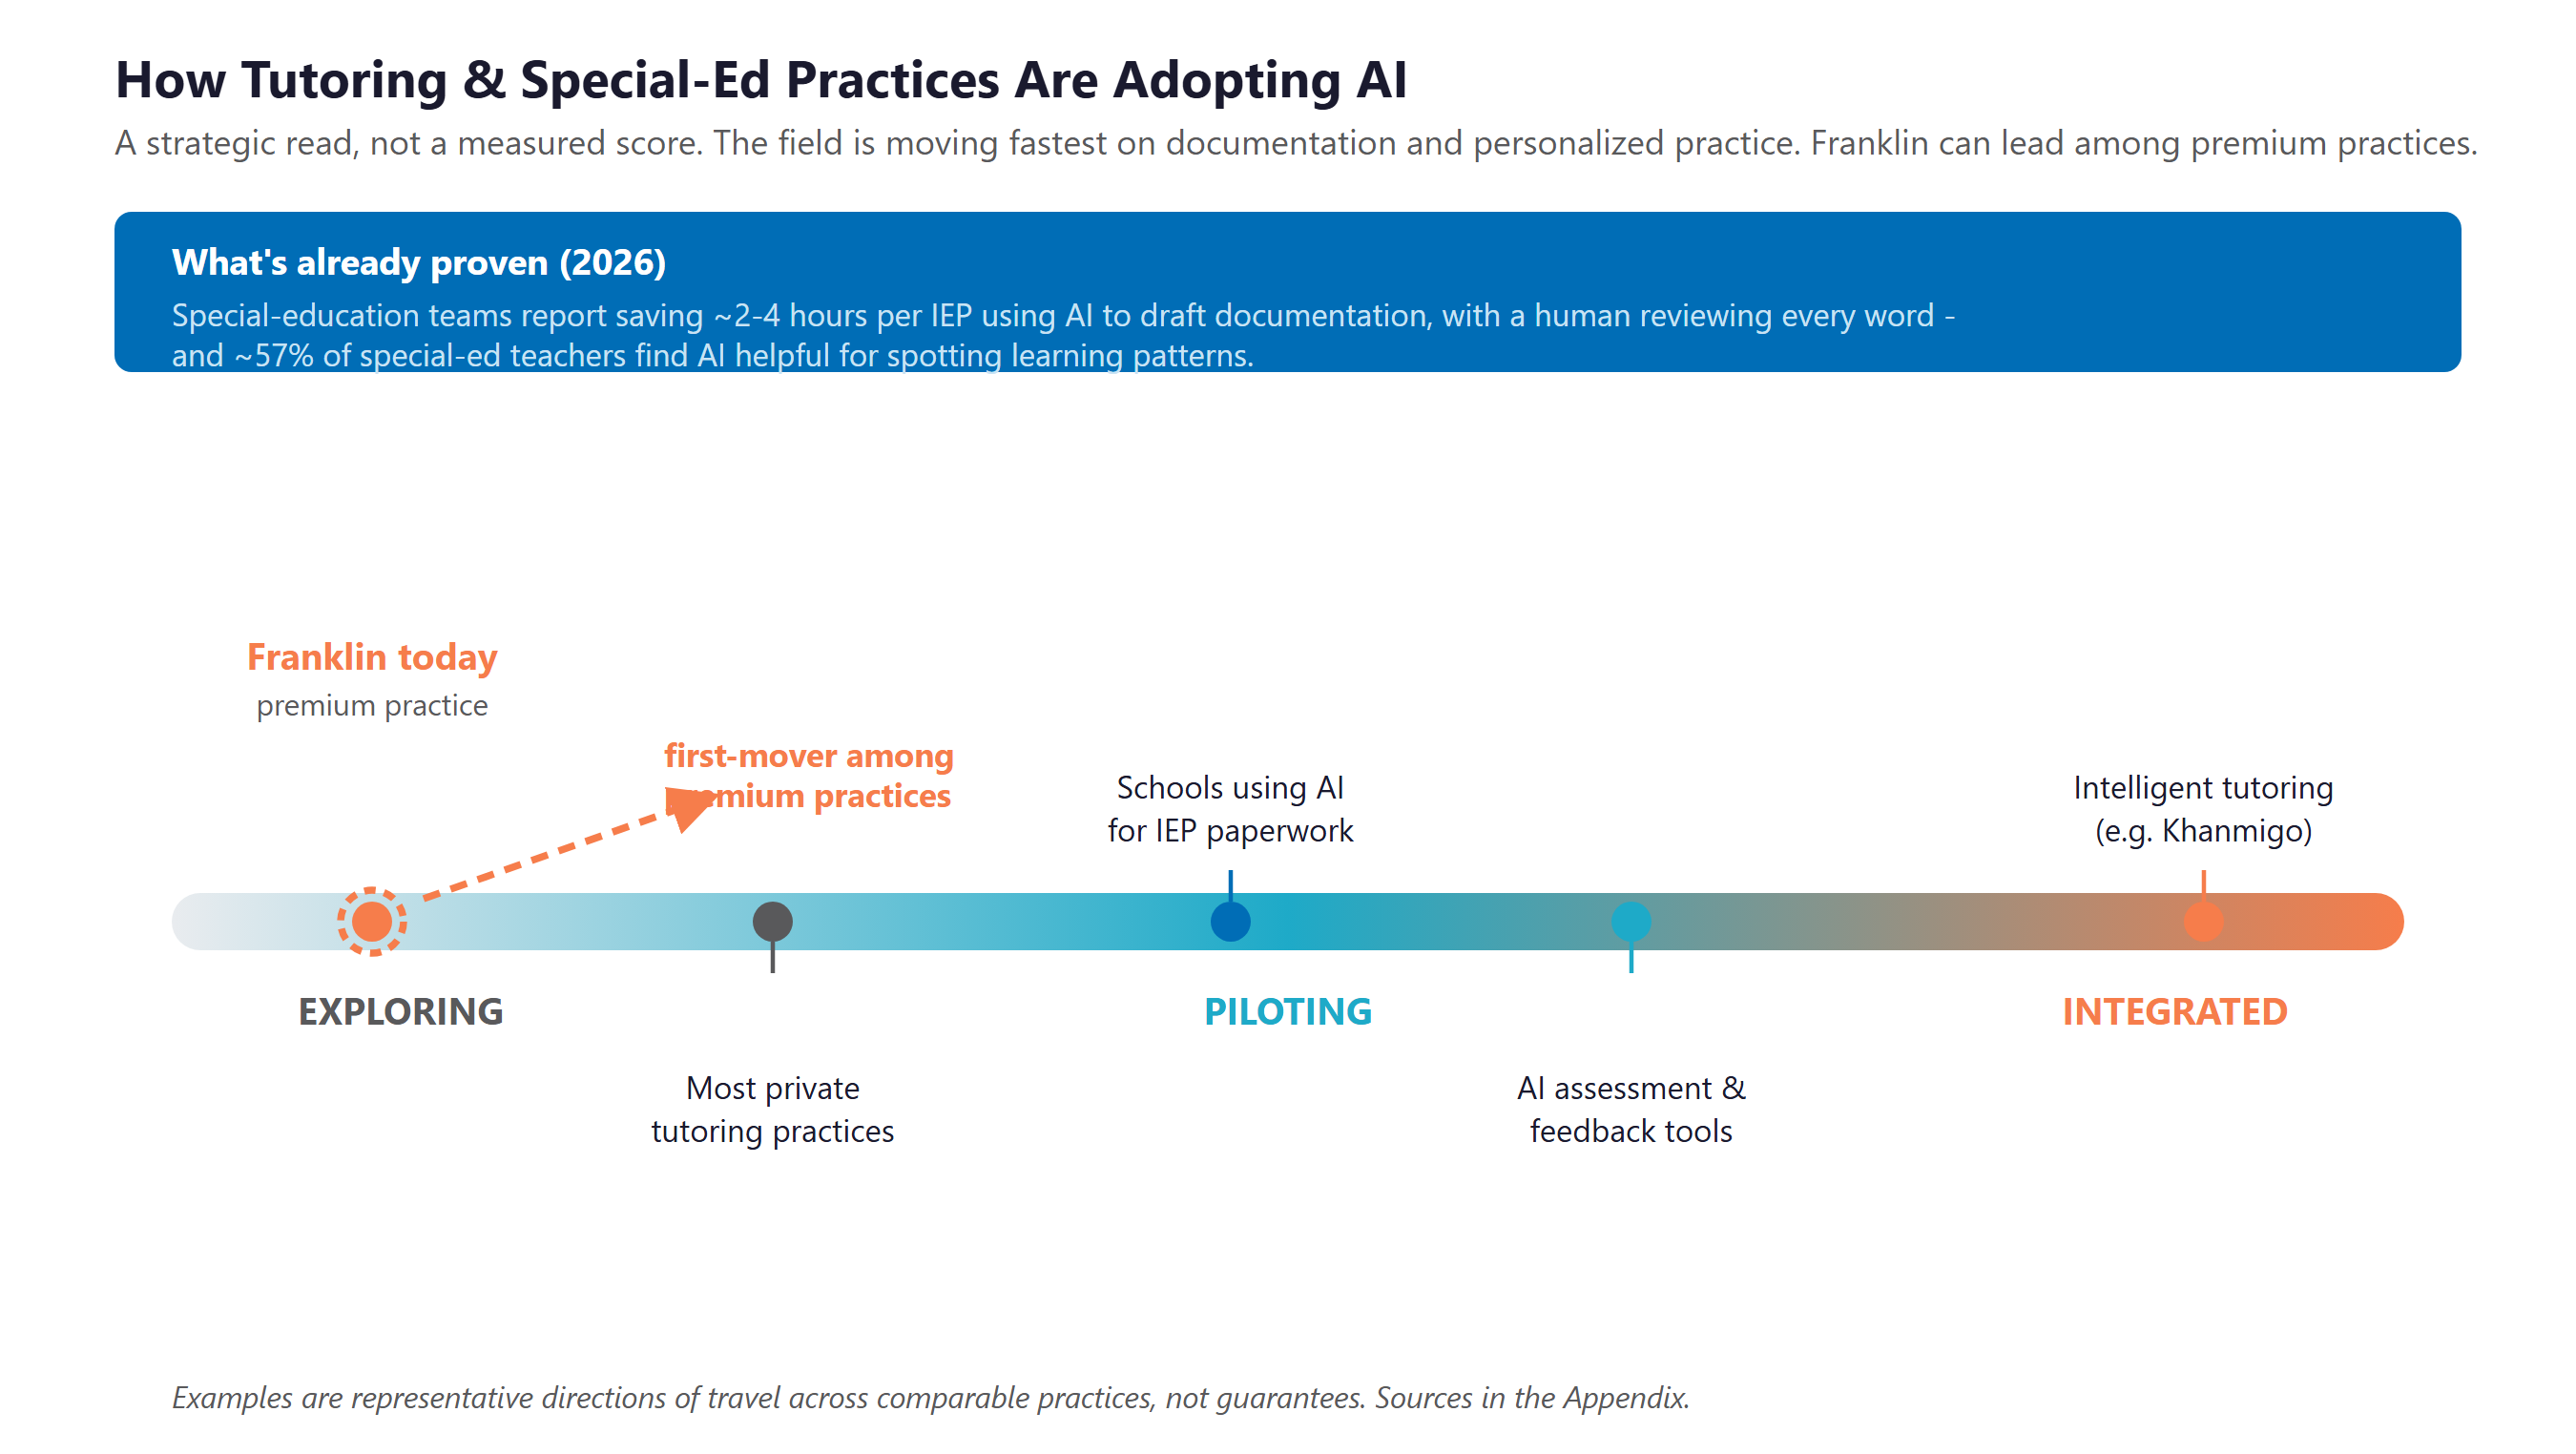 How Tutoring & Special-Ed Practices Are Adopting AI
A strategic read, not a measured score. The field is moving fastest on documentation and personalized practice. Franklin can lead among premium practices.
What's already proven (2026)
Special-education teams report saving ~2-4 hours per IEP using AI to draft documentation, with a human reviewing every word -
and ~57% of special-ed teachers find AI helpful for spotting learning patterns.
Franklin today
premium practice
first-mover among
premium practices
Schools using AI
for IEP paperwork
Intelligent tutoring
(e.g. Khanmigo)
EXPLORING
PILOTING
INTEGRATED
Most private
tutoring practices
AI assessment &
feedback tools
Examples are representative directions of travel across comparable practices, not guarantees. Sources in the Appendix.